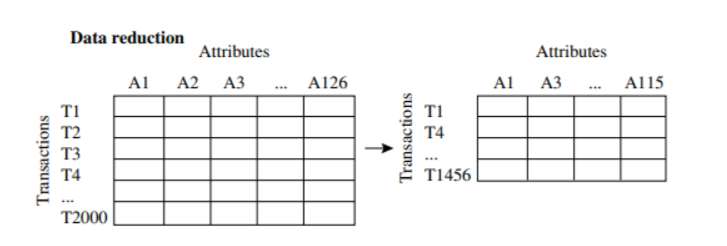 Data reduction
Attributes
A1 A2 A3 ... A126
Transactions
T1
T2
T3
T4
...
T2000
Attributes
A1 A3 ... A115
Transactions
T1
T4
...
T1456